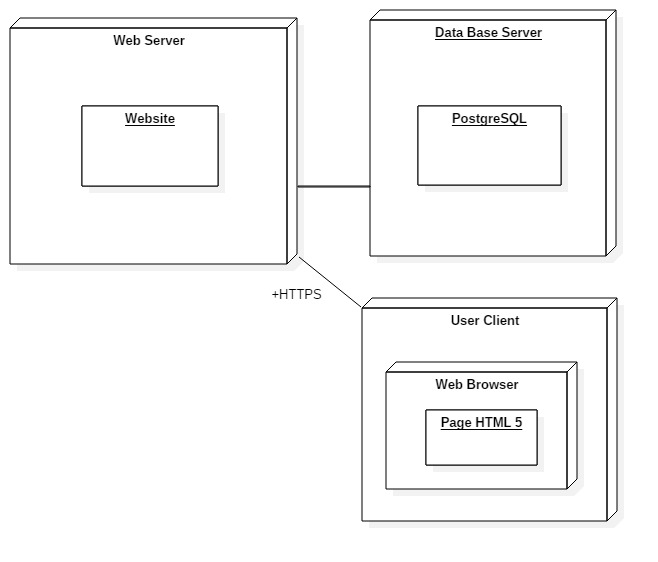 Web Server
Data Base Server
Website
PostgreSQL
+HTTPS
User Client
Web Browser
Page HTML 5